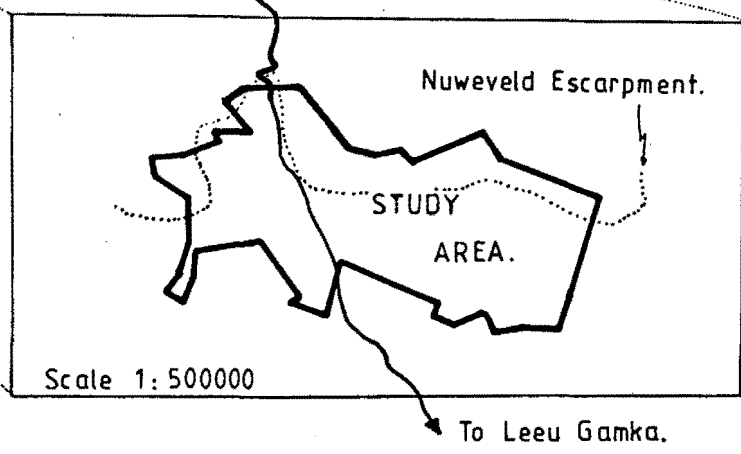 Nuweveld Escarpment.
STUDY
AREA.
Scale 1: 500000
To Leeu Gamka.